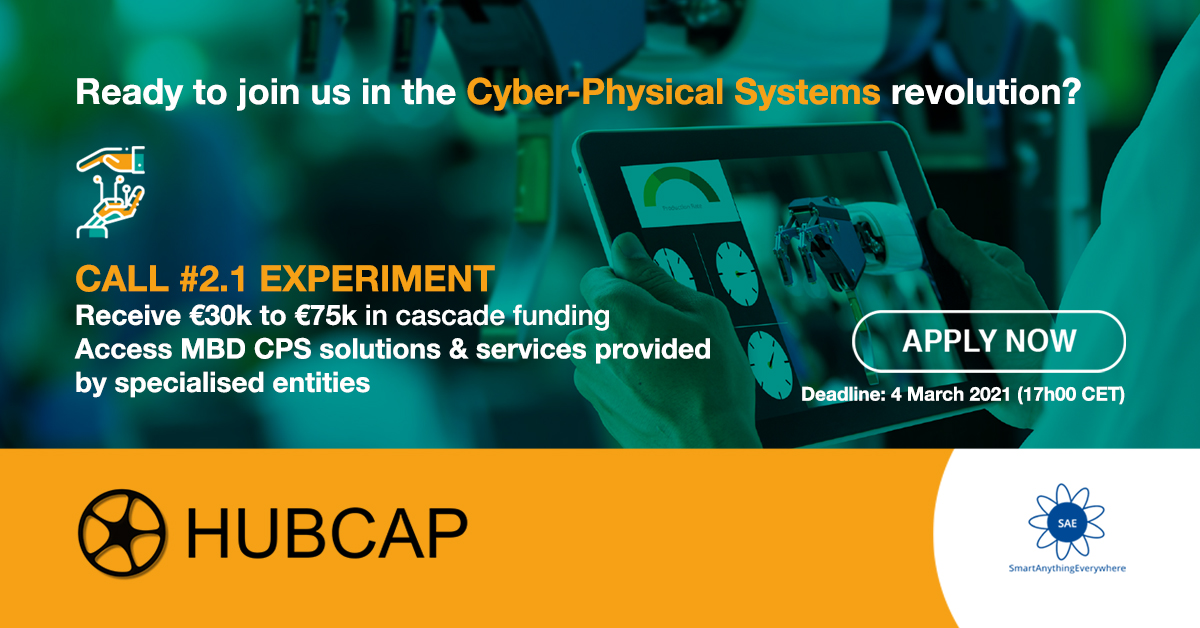 Ready to join us in the Cyber-Physical Systems revolution?
CALL #2.1 EXPERIMENT
Receive €30k to €75k in cascade funding
Access MBD CPS solutions & services provided
by specialised entities
APPLY NOW
Deadline: 4 March 2021 (17h00 CET)
HUBCAP
SAE
SmartAnythingEverywhere